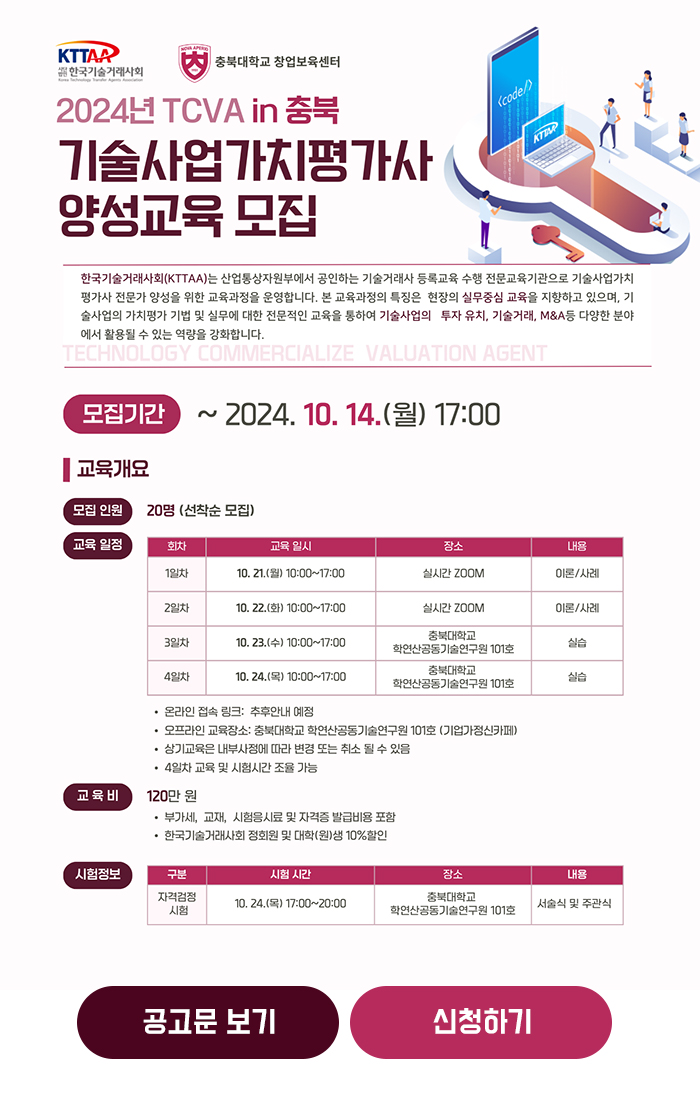 KTTAA
사단법인 한국기술거래사회
Korea Technology Transfer Agents Association
NOVA APERIO
충북대학교 창업보육센터
2024년 TCVA in 충북
기술사업가치평가사
양성교육 모집
<code/>
KTTAA
한국기술거래사회(KTTAA)는 산업통상자원부에서 공인하는 기술거래사 등록교육 수행 전문교육기관으로 기술사업가치
평가사 전문가 양성을 위한 교육과정을 운영합니다. 본 교육과정의 특징은 현장의 실무중심 교육을 지향하고 있으며, 기
술사업의 가치평가 기법 및 실무에 대한 전문적인 교육을 통하여 기술사업의 투자 유치, 기술거래, M&A등 다양한 분야
에서 활용될 수 있는 역량을 강화합니다.
TECHNOLOGY COMMERCIALIZE VALUATION AGENT
모집기간 ~ 2024. 10. 14.(월) 17:00
교육개요
모집 인원 20명 (선착순 모집)
교육 일정
회차 교육 일시 장소 내용
1일차 10. 21.(월) 10:00~17:00 실시간 ZOOM 이론/사례
2일차 10. 22.(화) 10:00~17:00 실시간 ZOOM 이론/사례
3일차 10. 23.(수) 10:00~17:00 충북대학교 학연산공동기술연구원 101호 실습
4일차 10. 24.(목) 10:00~17:00 충북대학교 학연산공동기술연구원 101호 실습
• 온라인 접속 링크: 추후안내 예정
• 오프라인 교육장소: 충북대학교 학연산공동기술연구원 101호 (기업가정신카페)
• 상기교육은 내부사정에 따라 변경 또는 취소 될 수 있음
• 4일차 교육 및 시험시간 조율 가능
교 육 비 120만 원
• 부가세, 교재, 시험응시료 및 자격증 발급비용 포함
• 한국기술거래사회 정회원 및 대학(원)생 10%할인
시험정보
구분 시험 시간 장소 내용
자격검정 시험 10. 24.(목) 17:00~20:00 충북대학교 학연산공동기술연구원 101호 서술식 및 주관식
공고문 보기
신청하기